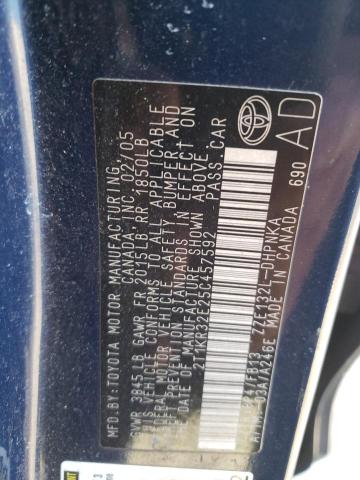 MFD.BY:TOYOTA MOTOR MANUFACTURING
CANADA, INC. 02/05
GVWR 3845LB GAWR FR 2015LB RR 1850LB
THIS VEHICLE CONFORMS TO ALL APPLICABLE
FEDERAL MOTOR VEHICLE SAFETY, BUMPER AND
THEFT PREVENTION STANDARDS IN EFFECT ON
THE DATE OF MANUFACTURE SHOWN ABOVE.
2T1KR32E25C457592 PASS.CAR
ZZE132L-DHPNKA
A246E MADE IN CANADA 690
AD